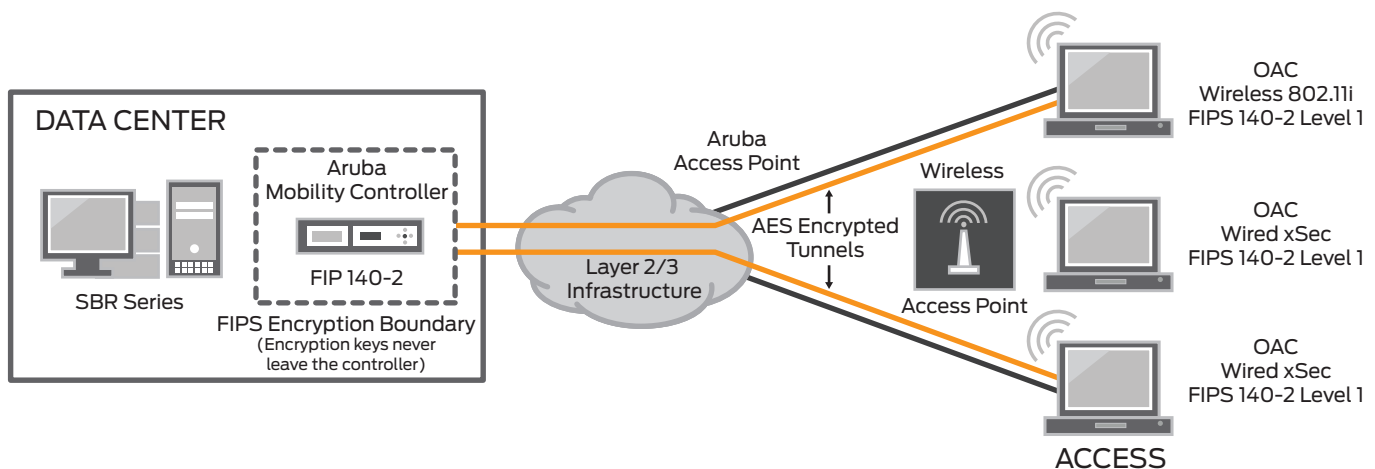 DATA CENTER
SBR Series
Aruba
Mobility Controller
FIP 140-2
FIPS Encryption Boundary
(Encryption keys never
leave the controller)
Layer 2/3
Infrastructure
Aruba
Access Point
AES Encrypted
Tunnels
Wireless
Access Point
OAC
Wireless 802.11i
FIPS 140-2 Level 1
OAC
Wired xSec
FIPS 140-2 Level 1
OAC
Wired xSec
FIPS 140-2 Level 1
ACCESS